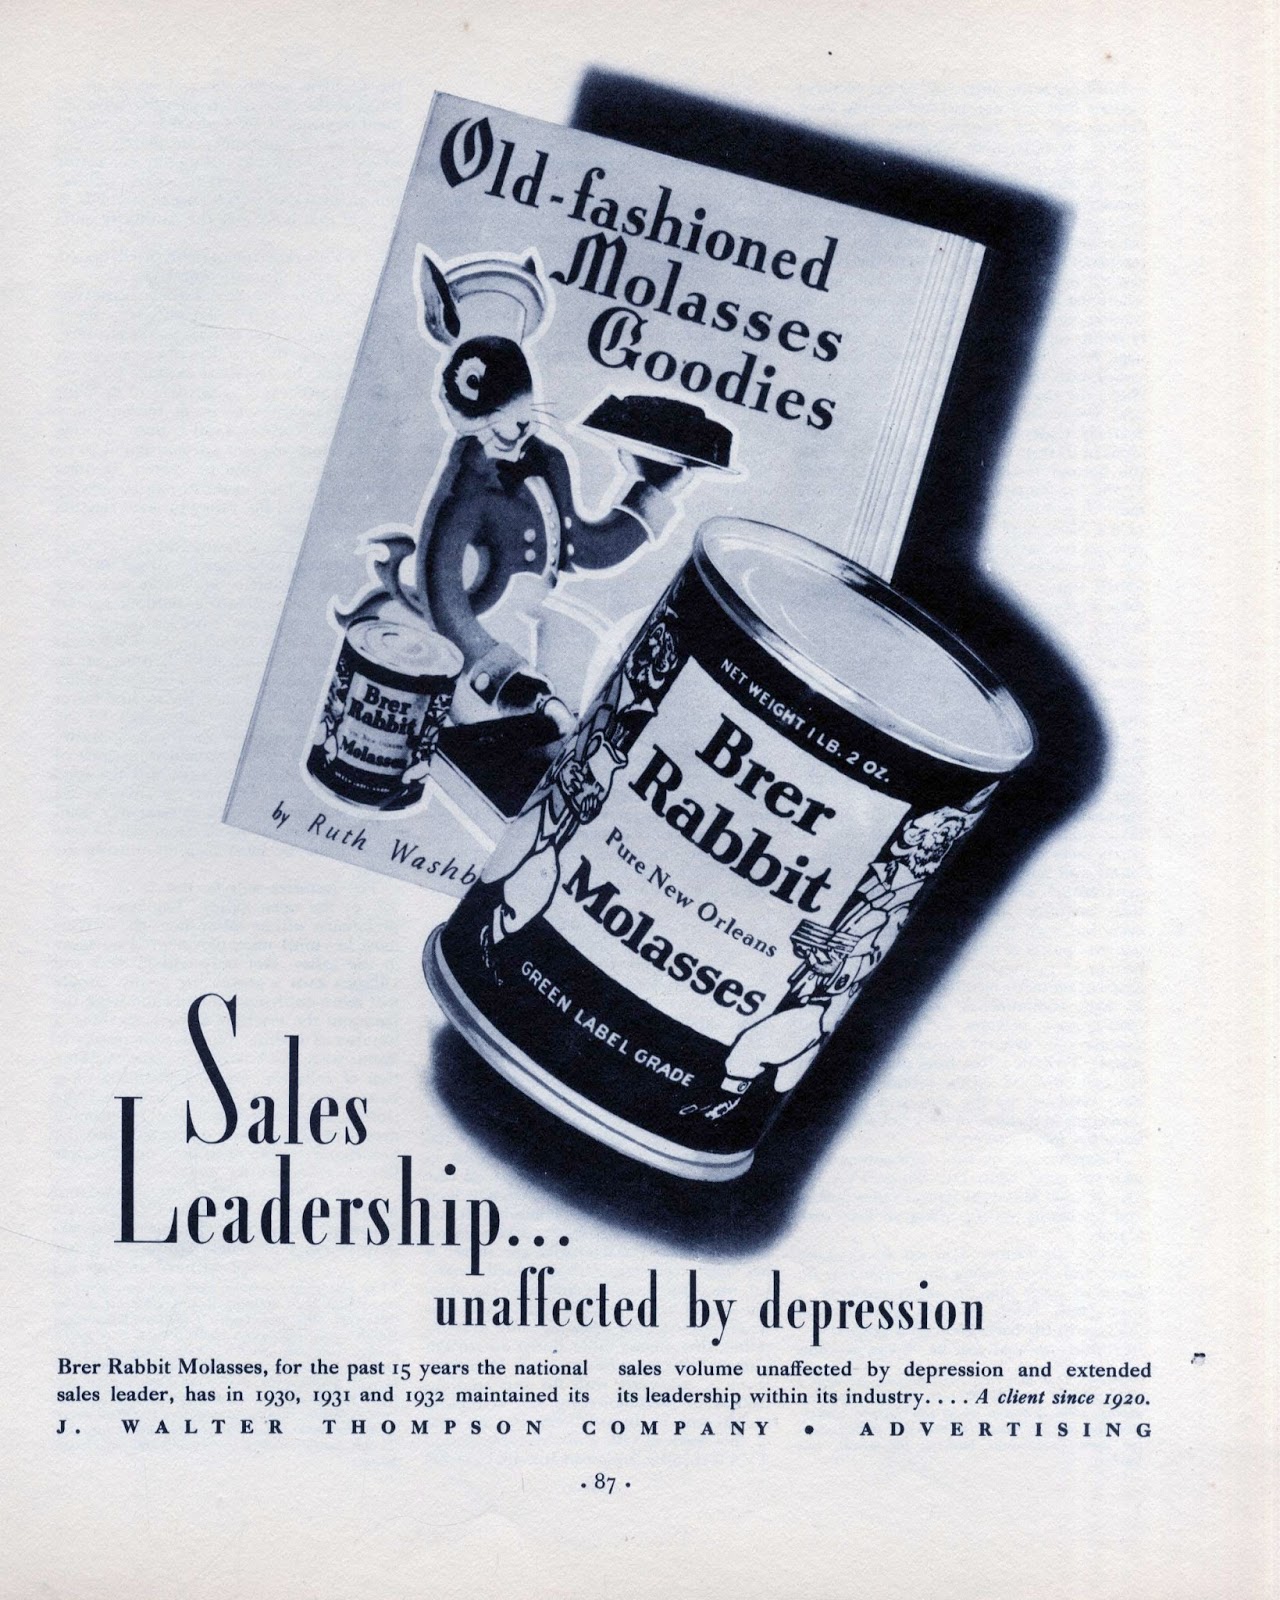 Old-fashioned
Molasses
Goodies
Brer
Rabbit
Molasses
by Ruth Washb
NET WEIGHT 1 LB. 2 OZ.
Brer
Rabbit
Pure New Orleans
Molasses
GREEN LABEL GRADE
Sales
Leadership...
unaffected by depression
Brer Rabbit Molasses, for the past 15 years the national
sales leader, has in 1930, 1931 and 1932 maintained its
sales volume unaffected by depression and extended
its leadership within its industry.... A client since 1920.
J. WALTER THOMPSON COMPANY • ADVERTISING
· 87 ·